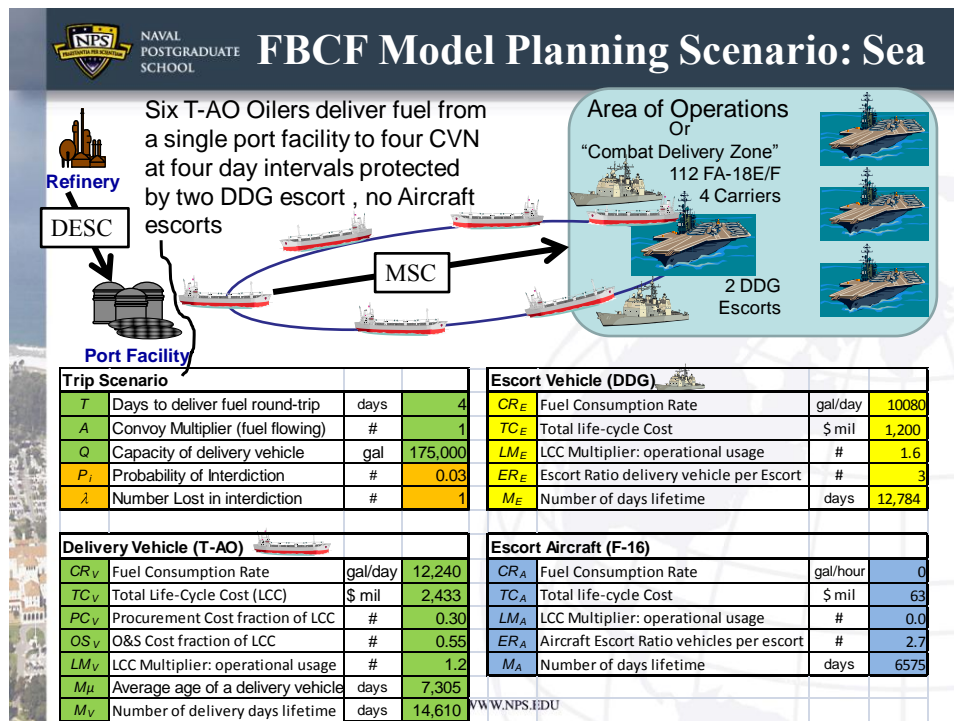 NPS
PRAESTANTIA PER SCIENTIAM
NAVAL
POSTGRADUATE
SCHOOL
FBCF Model Planning Scenario: Sea
Six T-AO Oilers deliver fuel from
a single port facility to four CVN
at four day intervals protected
by two DDG escort , no Aircraft
escorts
Refinery
DESC
Port Facility
MSC
Area of Operations
Or
“Combat Delivery Zone”
112 FA-18E/F
4 Carriers
2 DDG
Escorts
Trip Scenario
T Days to deliver fuel round-trip days 4
A Convoy Multiplier (fuel flowing) # 1
Q Capacity of delivery vehicle gal 175,000
Pi Probability of Interdiction # 0.03
λ Number Lost in interdiction # 1
Escort Vehicle (DDG)
CRE Fuel Consumption Rate gal/day 10080
TCE Total life-cycle Cost $ mil 1,200
LME LCC Multiplier: operational usage # 1.6
ERE Escort Ratio delivery vehicle per Escort # 3
ME Number of days lifetime days 12,784
Delivery Vehicle (T-AO)
CRV Fuel Consumption Rate gal/day 12,240
TCV Total Life-Cycle Cost (LCC) $ mil 2,433
PCV Procurement Cost fraction of LCC # 0.30
OSV O&S Cost fraction of LCC # 0.55
LMV LCC Multiplier: operational usage # 1.2
Mμ Average age of a delivery vehicle days 7,305
MV Number of delivery days lifetime days 14,610
Escort Aircraft (F-16)
CRA Fuel Consumption Rate gal/hour 0
TCA Total life-cycle Cost $ mil 63
LMA LCC Multiplier: operational usage # 0.0
ERA Aircraft Escort Ratio vehicles per escort # 2.7
MA Number of days lifetime days 6575
WWW.NPS.EDU